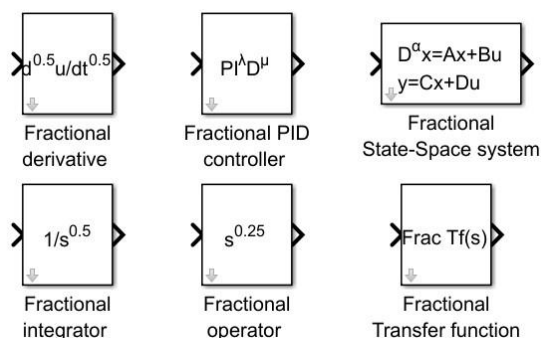 d^0.5u/dt^0.5
Fractional
derivative
PI^λD^μ
Fractional PID
controller
D^αx=Ax+Bu
y=Cx+Du
Fractional
State-Space system
1/s^0.5
Fractional
integrator
s^0.25
Fractional
operator
Frac Tf(s)
Fractional
Transfer function